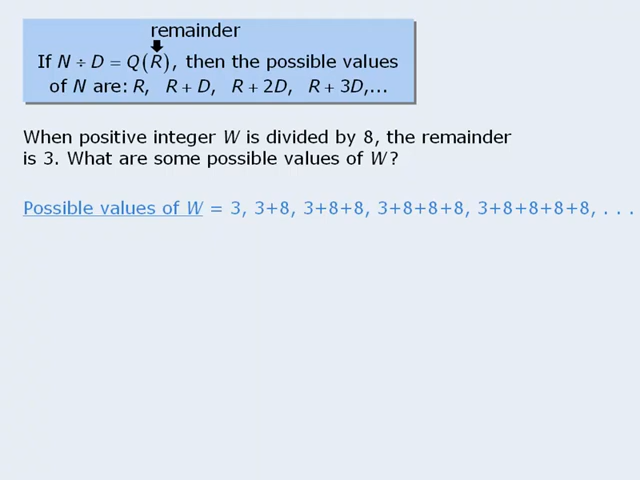 remainder
If N ÷ D = Q(R), then the possible values
of N are: R, R + D, R + 2D, R + 3D,...
When positive integer W is divided by 8, the remainder
is 3. What are some possible values of W?
Possible values of W = 3, 3+8, 3+8+8, 3+8+8+8, 3+8+8+8+8, . . .